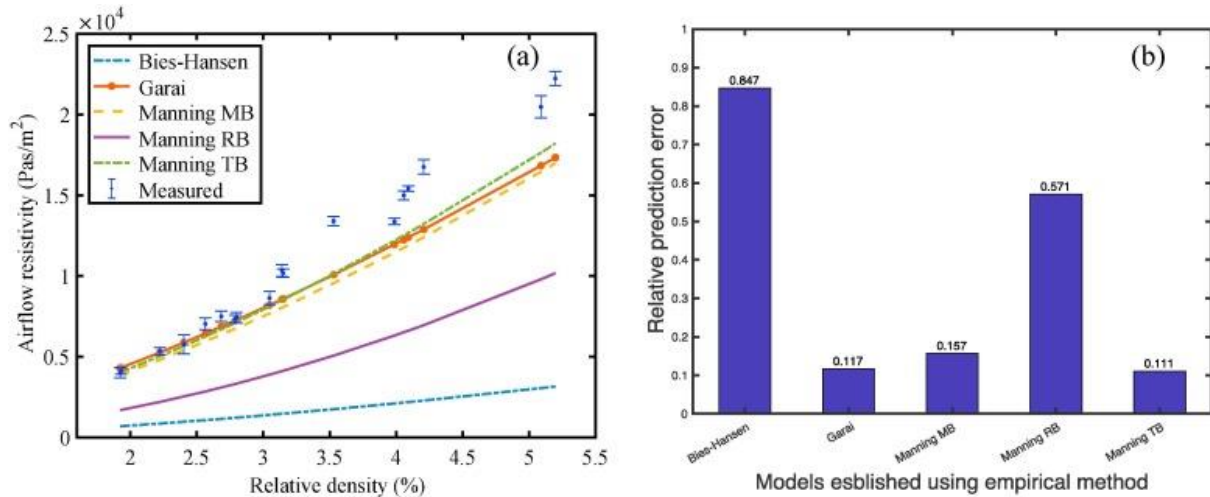 ×10⁴
(a)
Bies-Hansen
Garai
Manning MB
Manning RB
Manning TB
Measured
Airflow resistivity (Pas/m²)
2.5
2
1.5
1
0.5
0
2 2.5 3 3.5 4 4.5 5 5.5
Relative density (%)
(b)
Relative prediction error
1
0.9
0.8
0.7
0.6
0.5
0.4
0.3
0.2
0.1
0
0.847
0.117
0.157
0.571
0.111
Bies-Hansen
Garai
Manning MB
Manning RB
Manning TB
Models esblished using empirical method